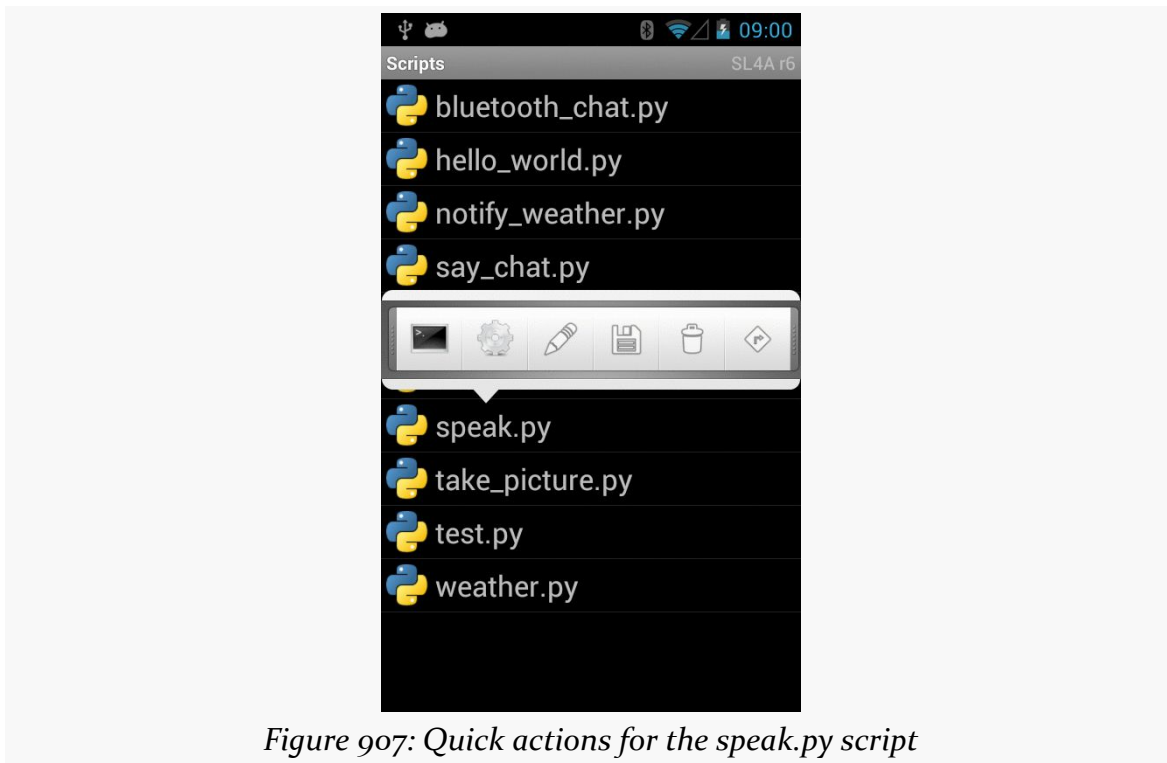 09:00
Scripts SL4A r6
bluetooth_chat.py
hello_world.py
notify_weather.py
say_chat.py
speak.py
take_picture.py
test.py
weather.py
Figure 907: Quick actions for the speak.py script